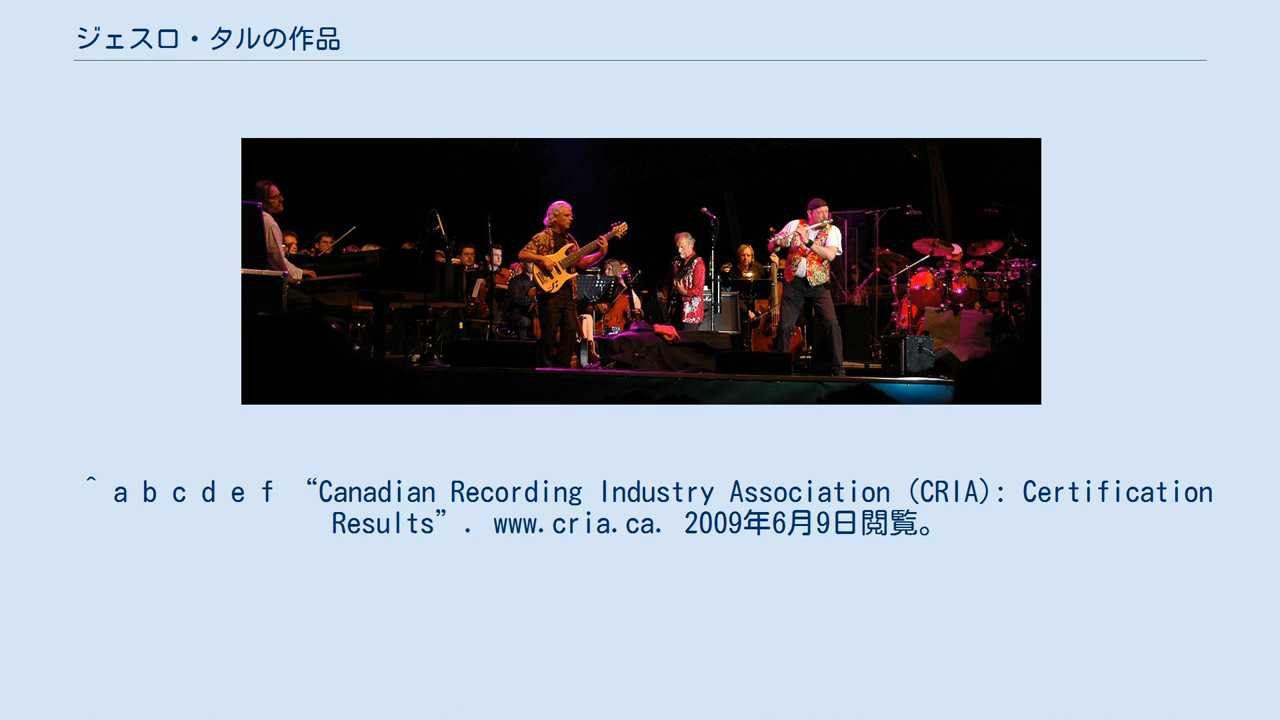 ジェスロ・タルの作品
^ a b c d e f “Canadian Recording Industry Association (CRIA): Certification
Results”. www.cria.ca. 2009年6月9日閲覧。